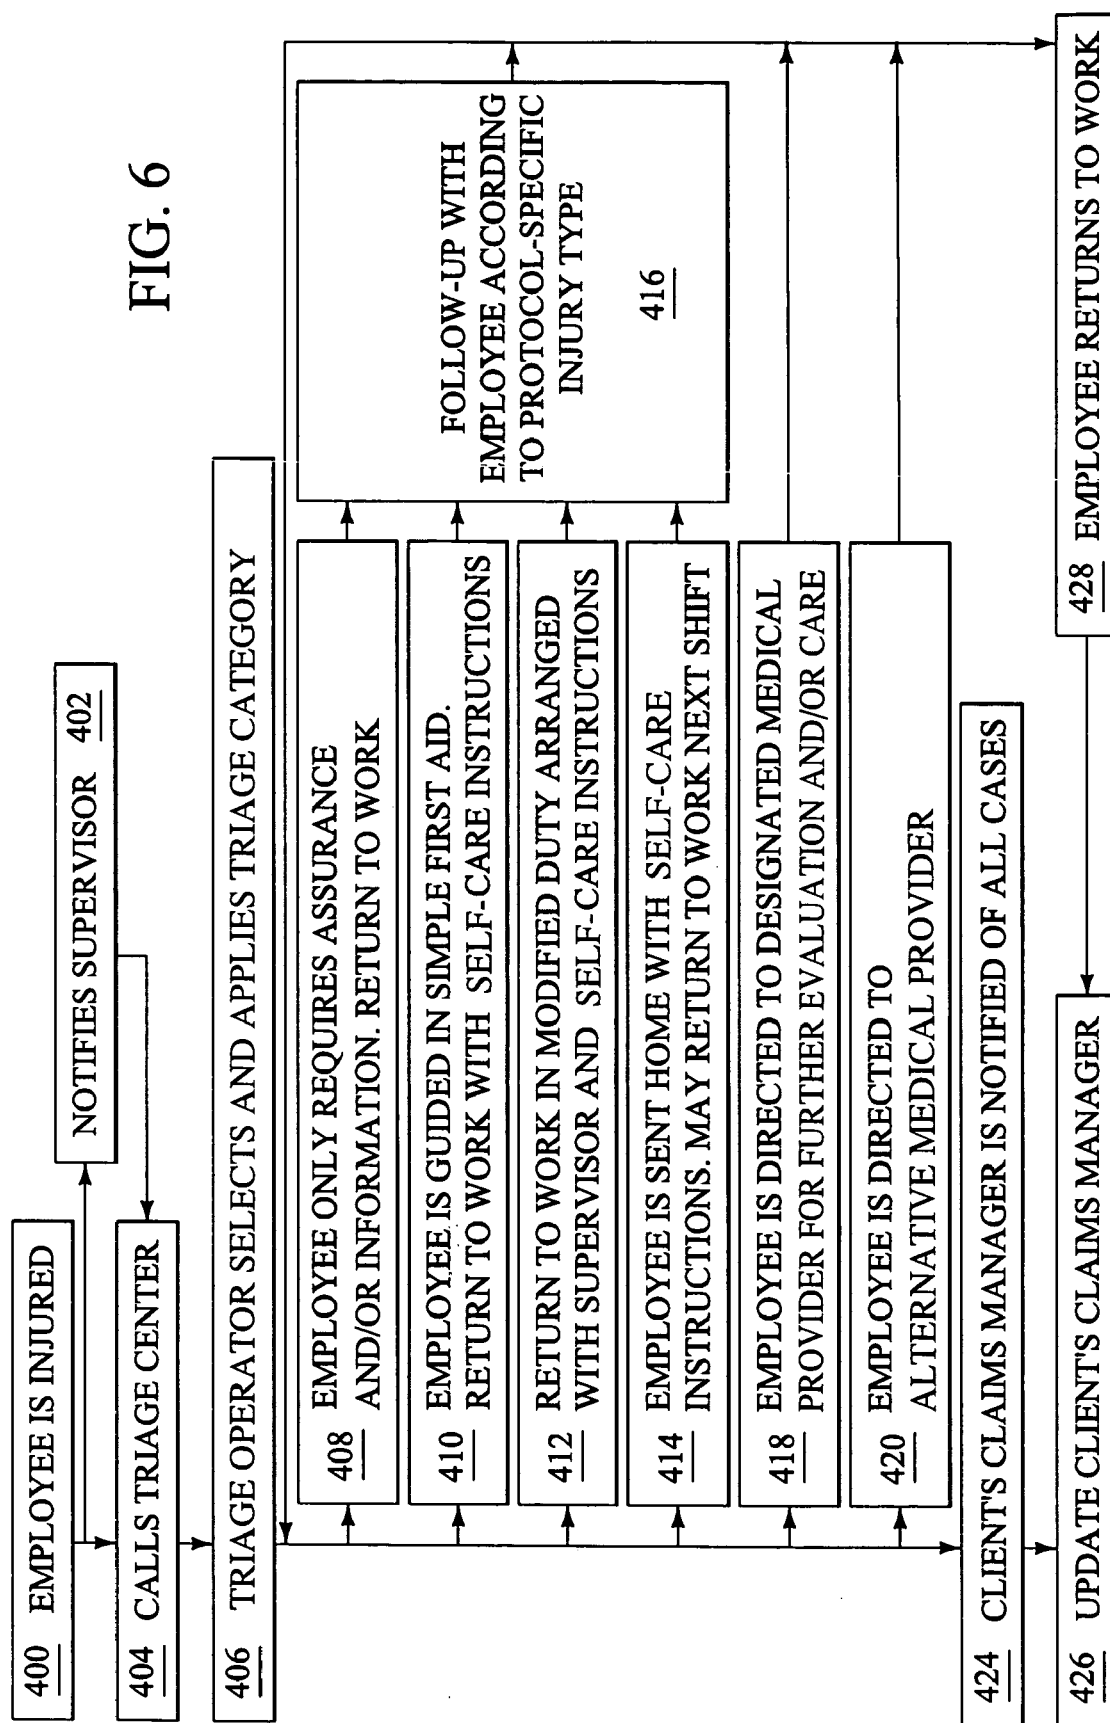 FIG. 6
400 EMPLOYEE IS INJURED
NOTIFIES SUPERVISOR 402
404 CALLS TRIAGE CENTER
406 TRIAGE OPERATOR SELECTS AND APPLIES TRIAGE CATEGORY
408 EMPLOYEE ONLY REQUIRES ASSURANCE
AND/OR INFORMATION. RETURN TO WORK
410 EMPLOYEE IS GUIDED IN SIMPLE FIRST AID.
RETURN TO WORK WITH SELF-CARE INSTRUCTIONS
412 RETURN TO WORK IN MODIFIED DUTY ARRANGED
WITH SUPERVISOR AND SELF-CARE INSTRUCTIONS
414 EMPLOYEE IS SENT HOME WITH SELF-CARE
INSTRUCTIONS. MAY RETURN TO WORK NEXT SHIFT
FOLLOW-UP WITH
EMPLOYEE ACCORDING
TO PROTOCOL-SPECIFIC
INJURY TYPE
416
418 EMPLOYEE IS DIRECTED TO DESIGNATED MEDICAL
PROVIDER FOR FURTHER EVALUATION AND/OR CARE
420 EMPLOYEE IS DIRECTED TO
ALTERNATIVE MEDICAL PROVIDER
424 CLIENT'S CLAIMS MANAGER IS NOTIFIED OF ALL CASES
426 UPDATE CLIENT'S CLAIMS MANAGER
428 EMPLOYEE RETURNS TO WORK